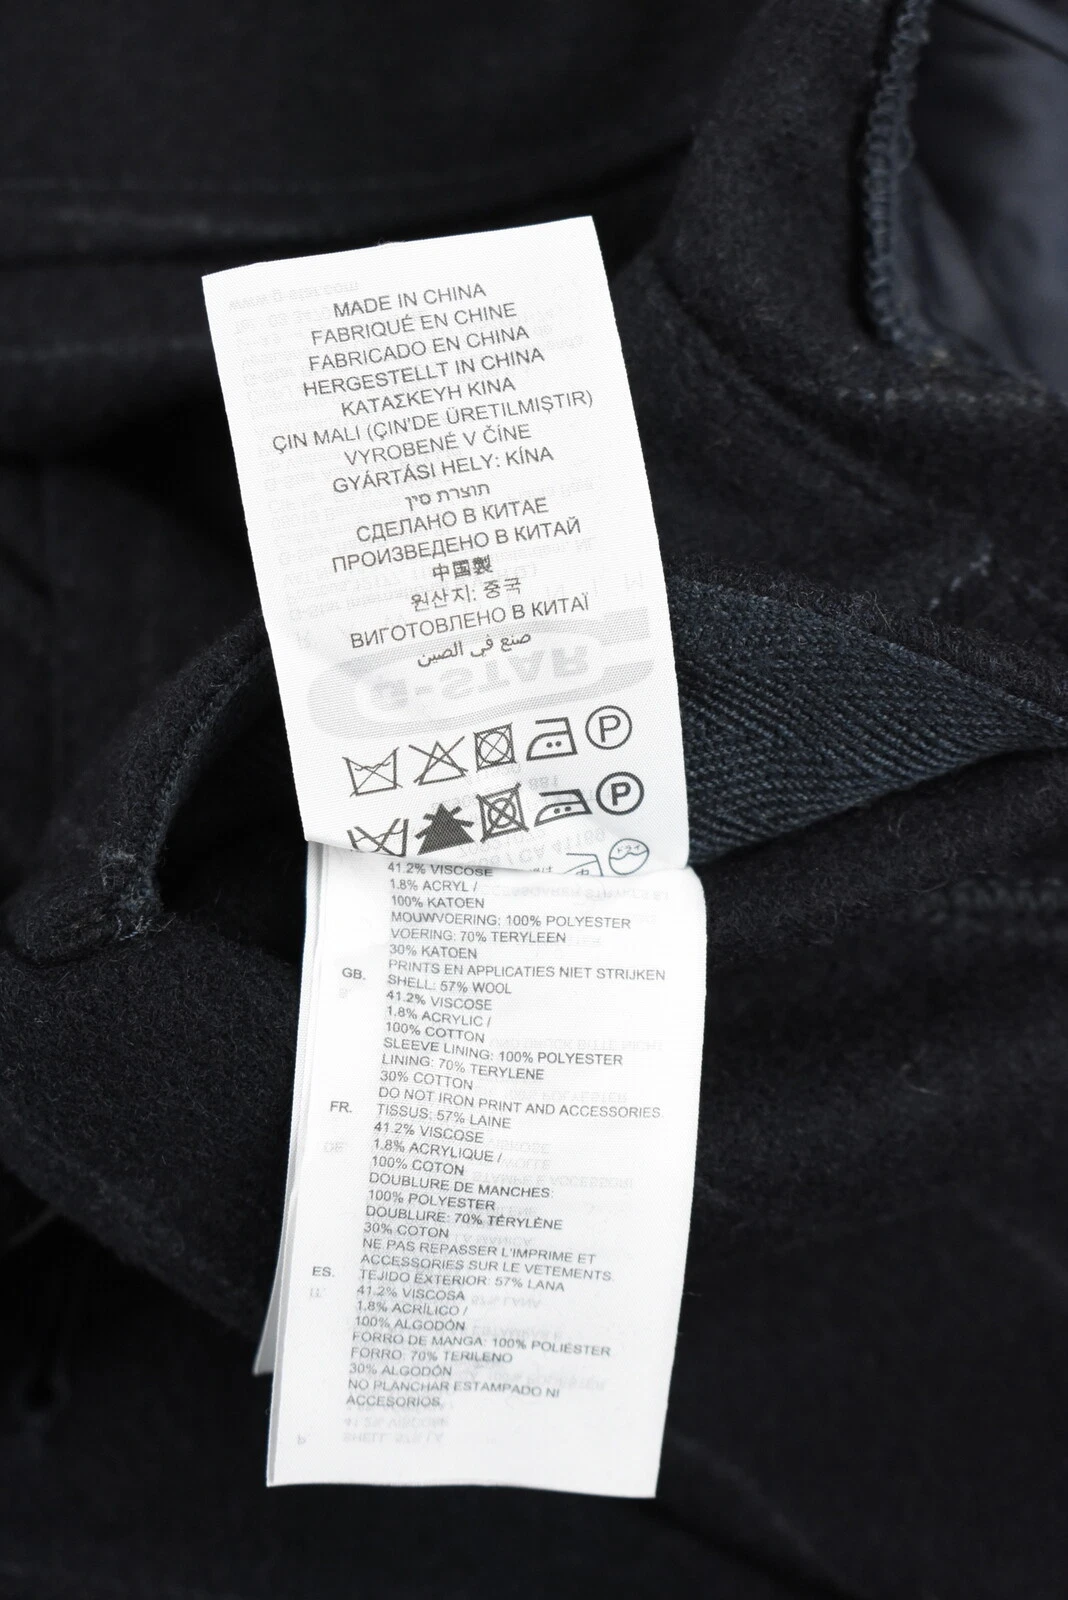 MADE IN CHINA
FABRIQUÉ EN CHINE
FABRICADO EN CHINA
HERGESTELLT IN CHINA
ΚΑΤΑΣΚΕΥΗ ΚΙΝΑ
ÇIN MALI (ÇIN'DE ÜRETILMIŞTIR)
VYROBENÉ V ČÍNE
GYÁRTÁSI HELY: KÍNA
תוצרת סין
СДЕЛАНО В КИТАЕ
ПРОИЗВЕДЕНО В КИТАЙ
中国製
원산지: 중국
ВИГОТОВЛЕНО В КИТАЇ
صنع في الصين
G-STAR
P
P
ドライ
中
41.2% VISCOSE
1.8% ACRYL /
100% KATOEN
MOUWVOERING: 100% POLYESTER
VOERING: 70% TERYLEEN
30% KATOEN
PRINTS EN APPLICATIES NIET STRIJKEN
GB. SHELL: 57% WOOL
41.2% VISCOSE
1.8% ACRYLIC /
100% COTTON
SLEEVE LINING: 100% POLYESTER
LINING: 70% TERYLENE
30% COTTON
DO NOT IRON PRINT AND ACCESSORIES.
FR. TISSUS: 57% LAINE
41.2% VISCOSE
1.8% ACRYLIQUE /
100% COTON
DOUBLURE DE MANCHES:
100% POLYESTER
DOUBLURE: 70% TÉRYLÈNE
30% COTON
NE PAS REPASSER L'IMPRIME ET
ACCESSORIES SUR LE VETEMENTS.
ES. TEJIDO EXTERIOR: 57% LANA
41.2% VISCOSA
1.8% ACRÍLICO /
100% ALGODÓN
FORRO DE MANGA: 100% POLIÉSTER
FORRO: 70% TERILENO
30% ALGODÓN
NO PLANCHAR ESTAMPADO NI
ACCESORIOS.